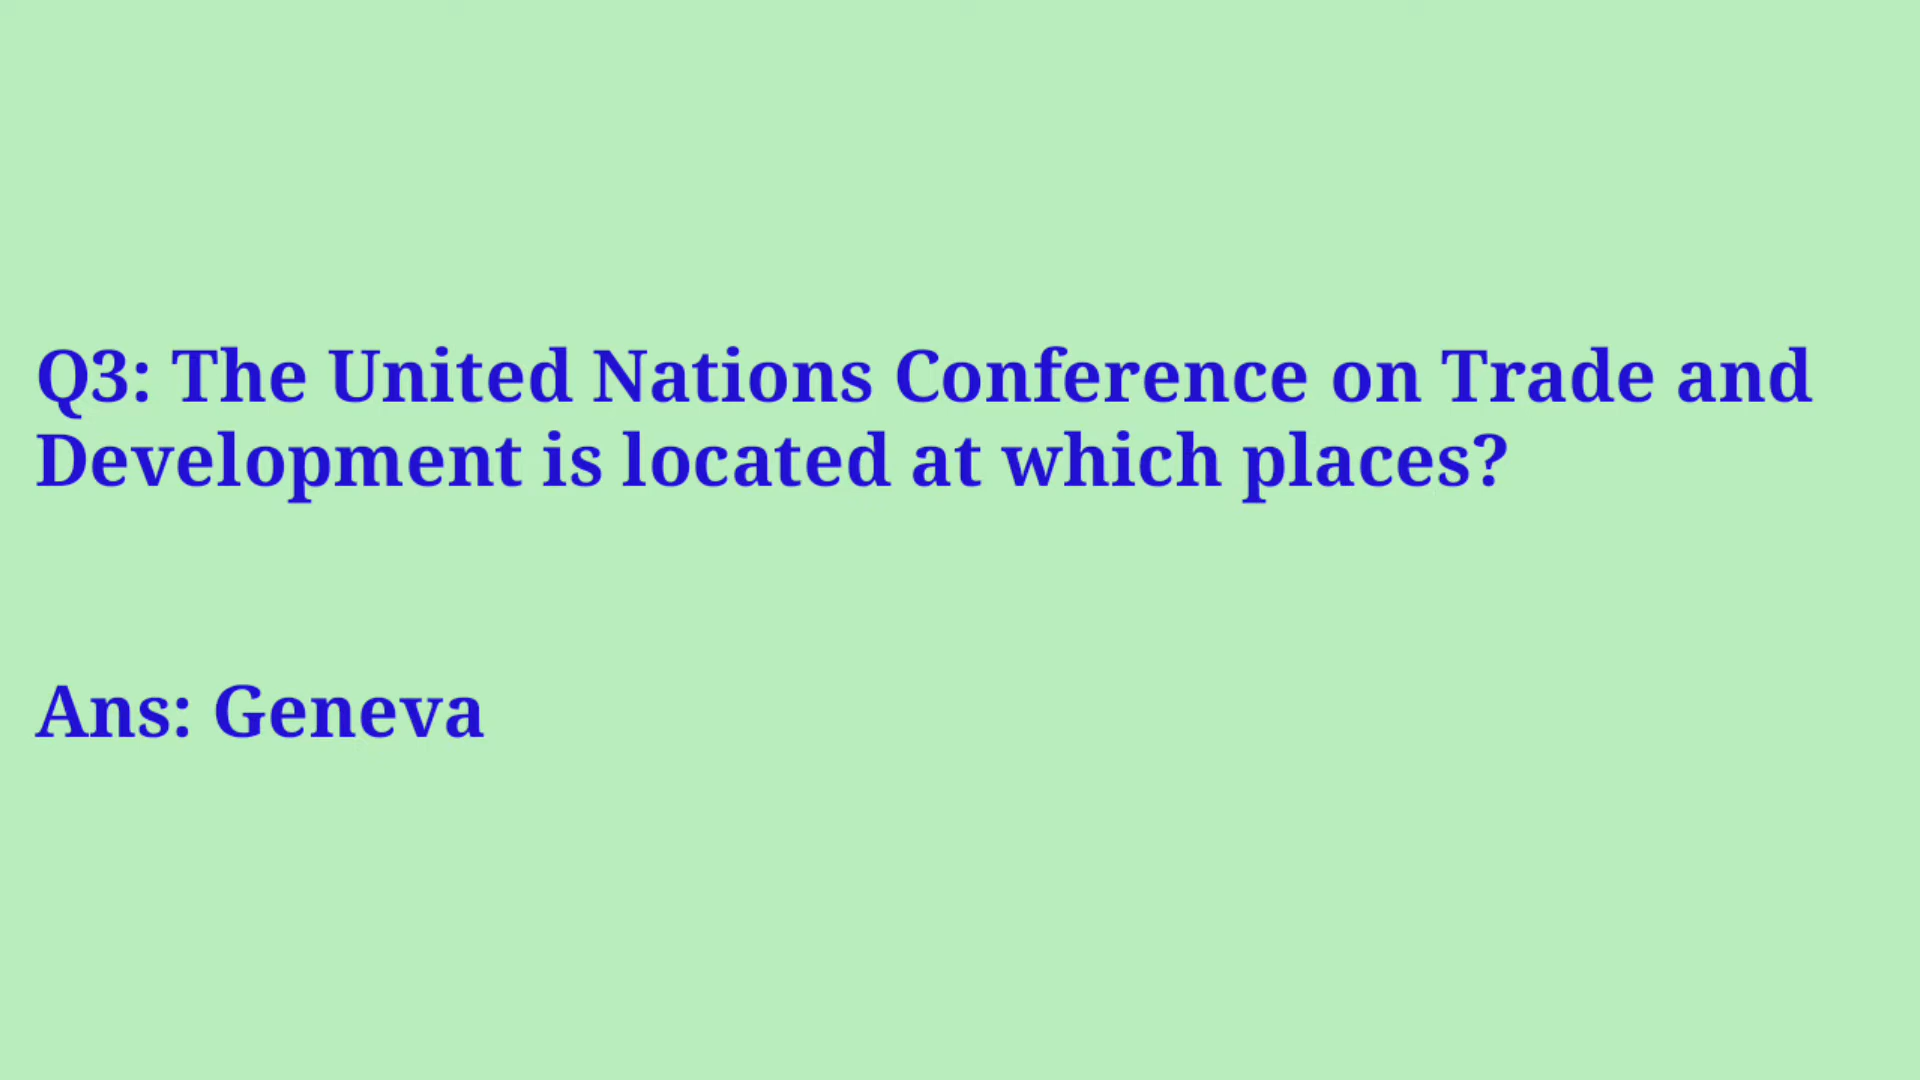 Q3: The United Nations Conference on Trade and
Development is located at which places?
Ans: Geneva